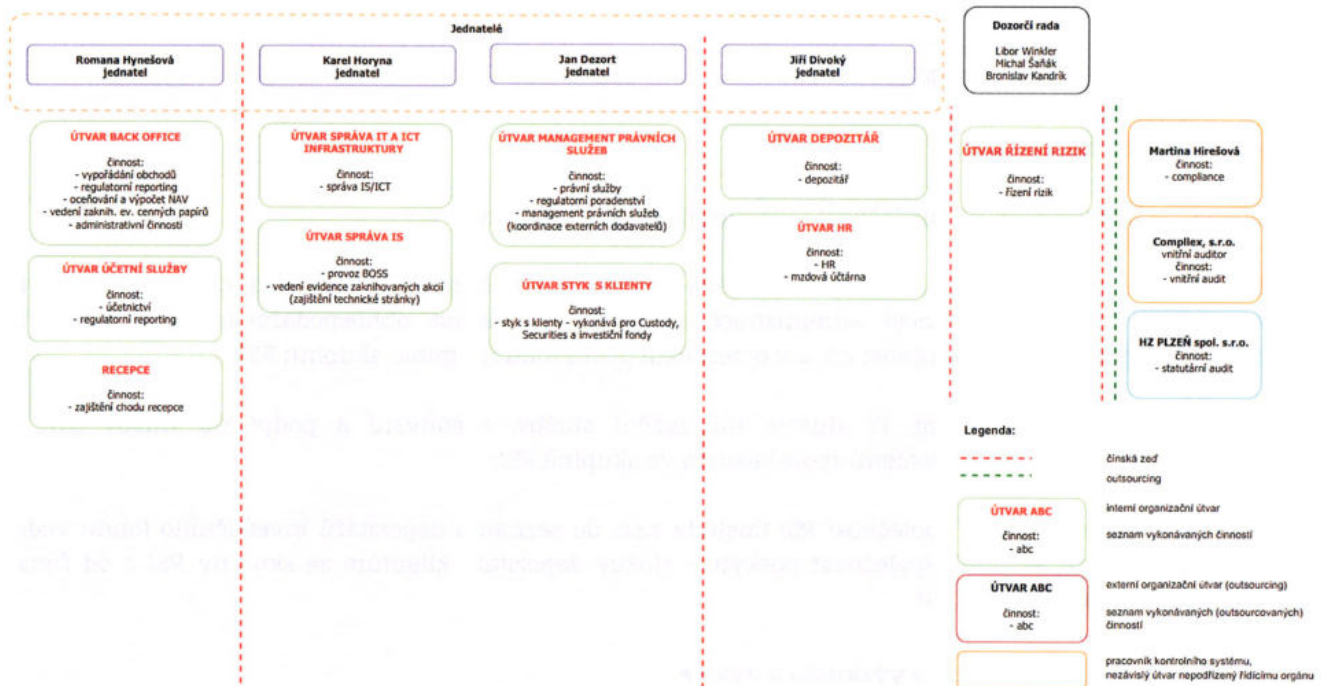 Jednatelé
Romana Hynešová
jednatel
Karel Horyna
jednatel
Jan Dezort
jednatel
Jiří Divoký
jednatel
Dozorčí rada
Libor Winkler
Michal Šaňák
Bronislav Kandrík
ÚTVAR BACK OFFICE
činnost:
- vypořádání obchodů
- regulatorní reporting
- oceňování a výpočet NAV
- vedení zaknih. ev. cenných papírů
- administrativní činnosti
ÚTVAR ÚČETNÍ SLUŽBY
činnost:
- účetnictví
- regulatorní reporting
RECEPCE
činnost:
- zajištění chodu recepce
ÚTVAR SPRÁVA IT A ICT
INFRASTRUKTURY
činnost:
- správa IS/ICT
ÚTVAR SPRÁVA IS
činnost:
- provoz BOSS
- vedení evidence zaknihovaných akcií
(zajištění technické stránky)
ÚTVAR MANAGEMENT PRÁVNÍCH
SLUŽEB
činnost:
- právní služby
- regulatorní poradenství
- management právních služeb
(koordinace externích dodavatelů)
ÚTVAR STYK S KLIENTY
činnost:
- styk s klienty - vykonává pro Custody,
Securities a investiční fondy
ÚTVAR DEPOZITÁŘ
činnost:
- depozitář
ÚTVAR HR
činnost:
- HR
- mzdová účtárna
ÚTVAR ŘÍZENÍ RIZIK
činnost:
- řízení rizik
Martina Hirešová
činnost:
- compliance
Compliex, s.r.o.
vnitřní auditor
činnost:
- vnitřní audit
HZ PLZEŇ spol. s.r.o.
činnost:
- statutární audit
Legenda:
čínská zeď
outsourcing
ÚTVAR ABC
činnost:
- abc
interní organizační útvar
seznam vykonávaných činností
ÚTVAR ABC
činnost:
- abc
externí organizační útvar (outsourcing)
seznam vykonávaných (outsourcovaných)
činností
pracovník kontrolního systému,
nezávislý útvar nepodřízený řídícímu orgánu